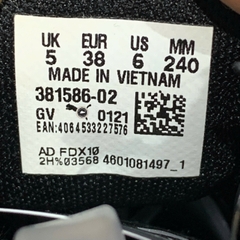 UK EUR US MM
5 38 6 240
MADE IN VIETNAM
381586-02
GV 0121
EAN:4064533227576
AD FDX10
2H%03568 4601081497_1